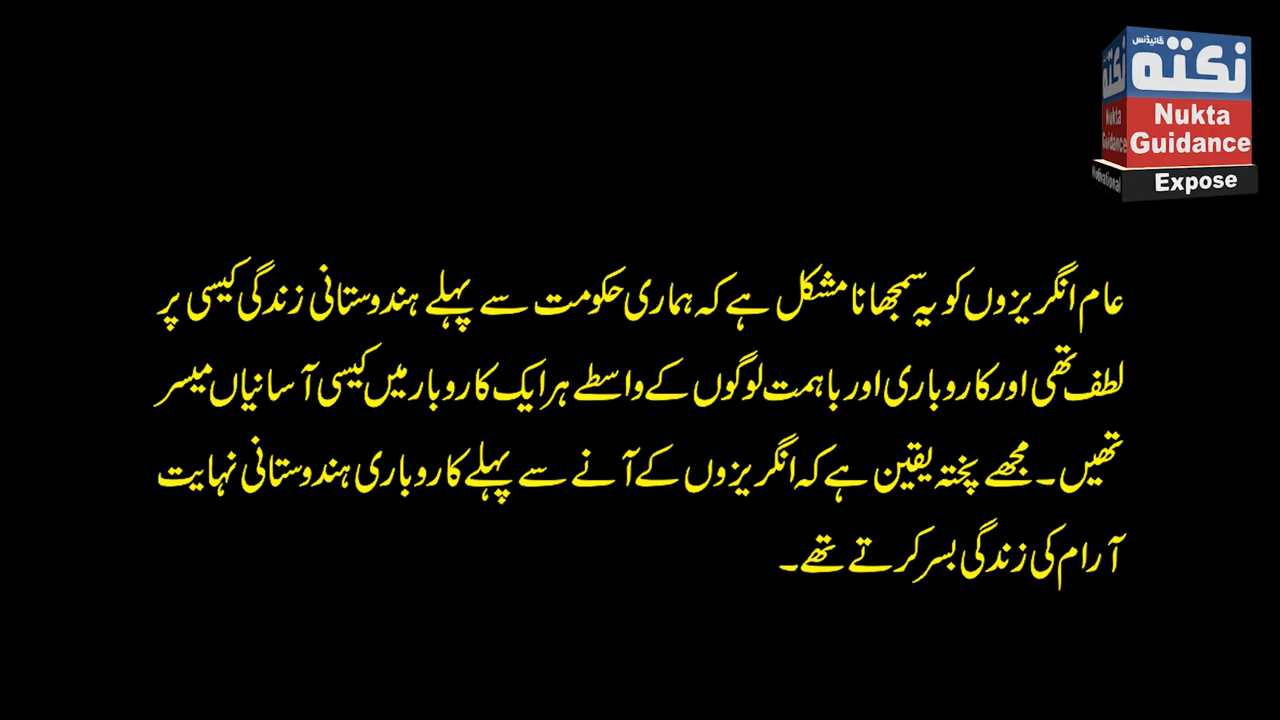 نکتہ گائیڈنس
Nukta
Guidance
Expose
عام انگریزوں کو یہ سمجھانا مشکل ہے کہ ہماری حکومت سے پہلے ہندوستانی زندگی کیسی پر
لطف تھی اور کاروباری اور باہمت لوگوں کے واسطے ہر ایک کاروبار میں کیسی آسانیاں میسر
تھیں۔ مجھے پختہ یقین ہے کہ انگریزوں کے آنے سے پہلے کاروباری ہندوستانی نہایت
آرام کی زندگی بسر کرتے تھے۔